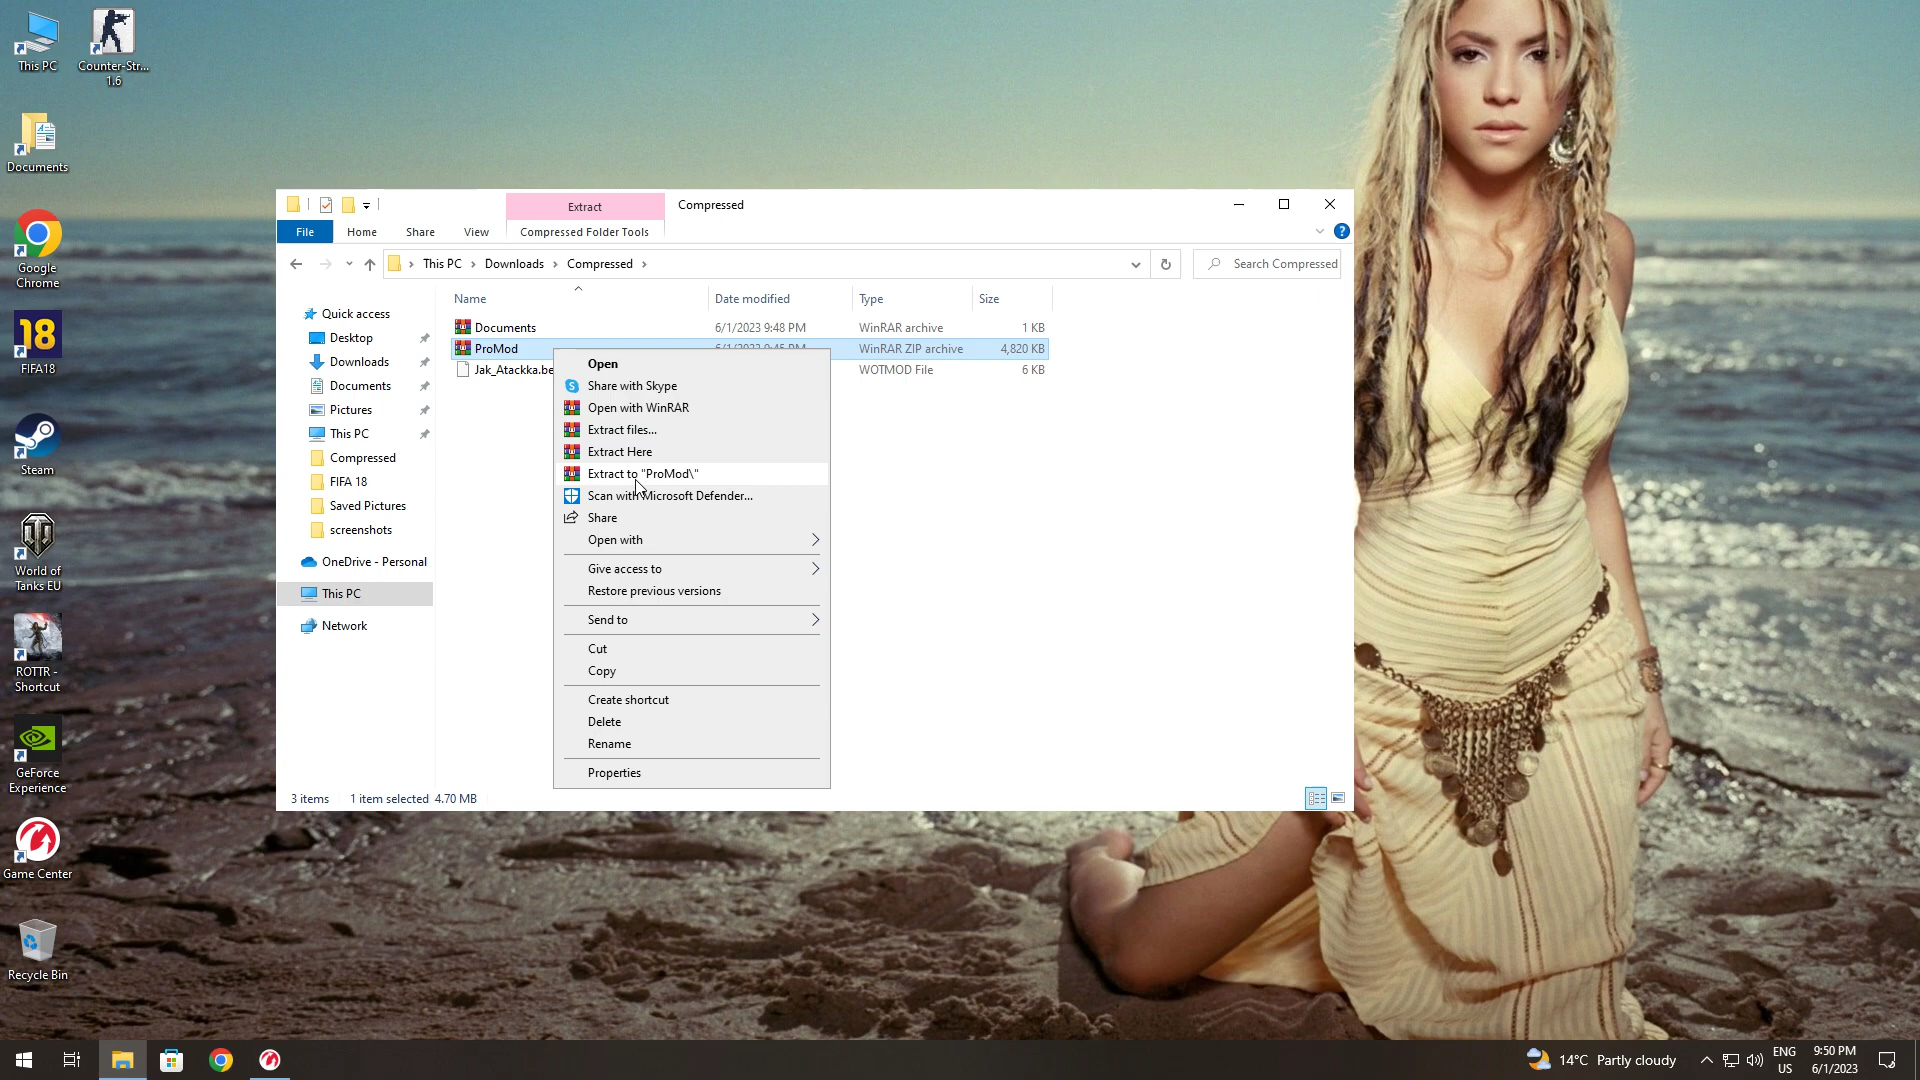 This PC
Counter-Str...
1.6
Documents
Google
Chrome
18
FIFA18
Steam
World of
Tanks EU
ROTTR -
Shortcut
GeForce
Experience
Game Center
Recycle Bin
Extract
Compressed
File
Home
Share
View
Compressed Folder Tools
This PC
Downloads
Compressed
Search Compressed
Name
Date modified
Type
Size
Quick access
Desktop
Downloads
Documents
Pictures
This PC
Compressed
FIFA 18
Saved Pictures
screenshots
OneDrive - Personal
This PC
Network
Documents
6/1/2023 9:48 PM
WinRAR archive
1 KB
ProMod
WinRAR ZIP archive
4,820 KB
Jak_Atackka.be
WOTMOD File
6 KB
Open
Share with Skype
Open with WinRAR
Extract files...
Extract Here
Extract to "ProMod\"
Scan with Microsoft Defender...
Share
Open with
Give access to
Restore previous versions
Send to
Cut
Copy
Create shortcut
Delete
Rename
Properties
3 items
1 item selected 4.70 MB
14°C Partly cloudy
ENG
US
9:50 PM
6/1/2023